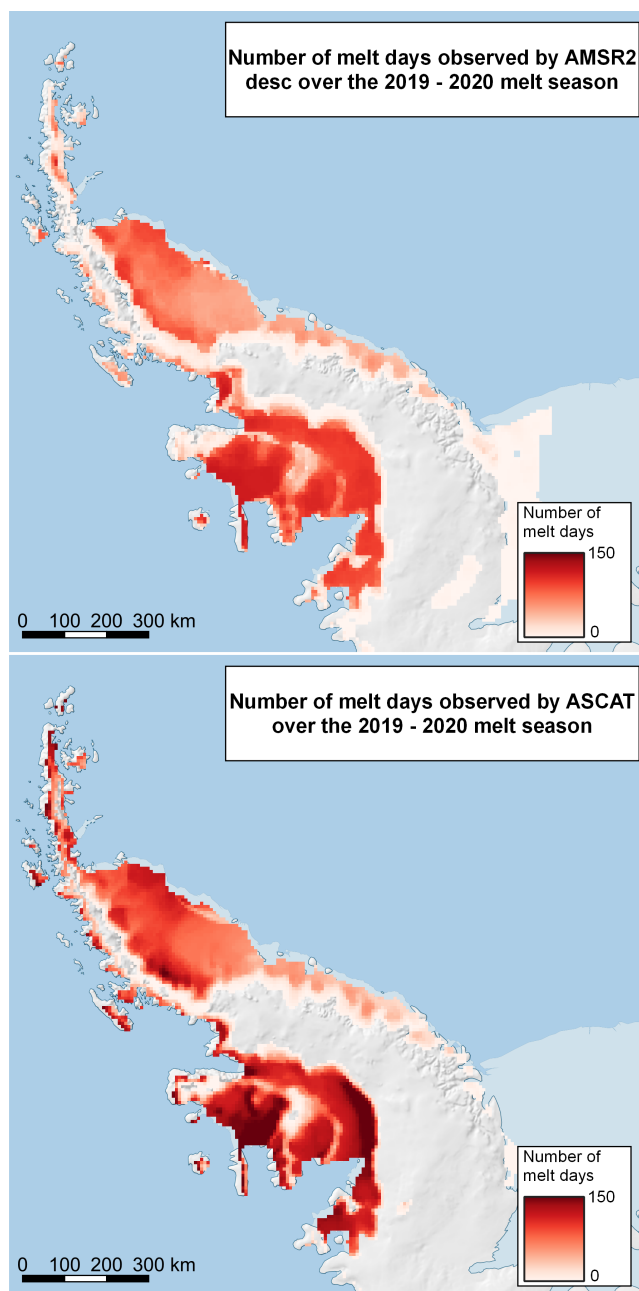 Number of melt days observed by AMSR2
desc over the 2019 - 2020 melt season
Number of
melt days
150
0
0 100 200 300 km
Number of melt days observed by ASCAT
over the 2019 - 2020 melt season
Number of
melt days
150
0
0 100 200 300 km